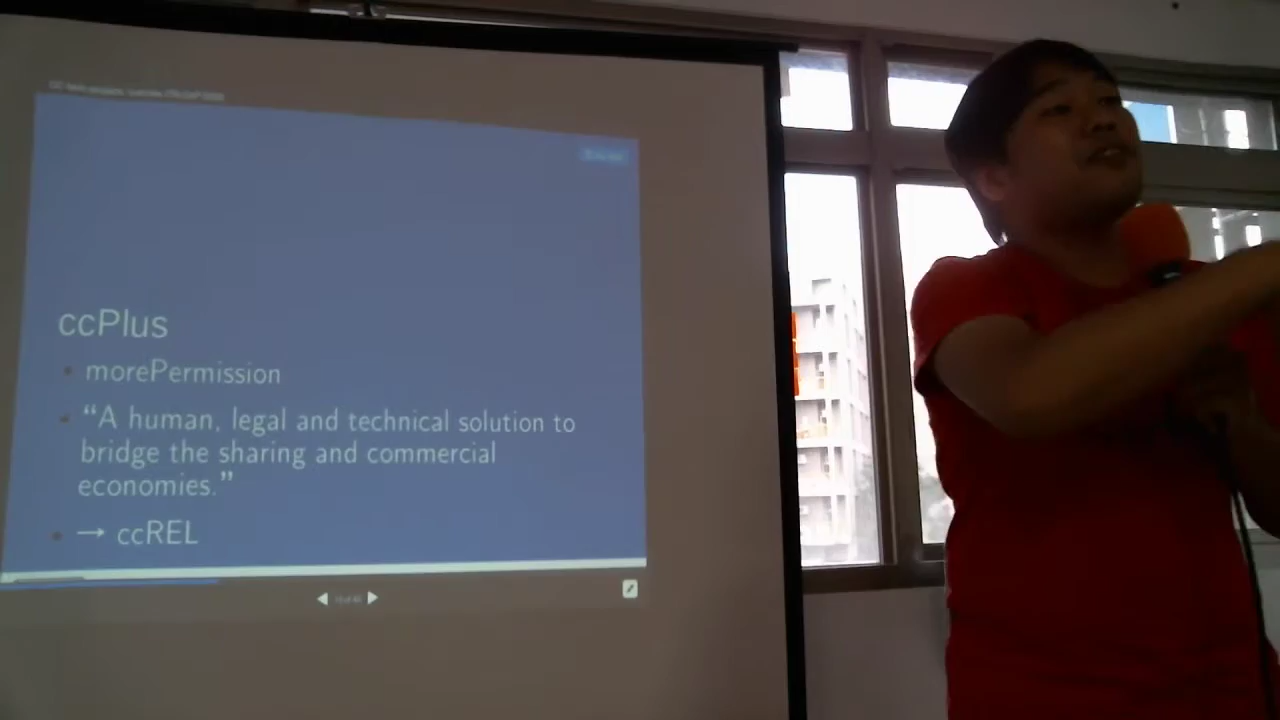 ccPlus
morePermission
“A human, legal and technical solution to
bridge the sharing and commercial
economies.”
→ ccREL